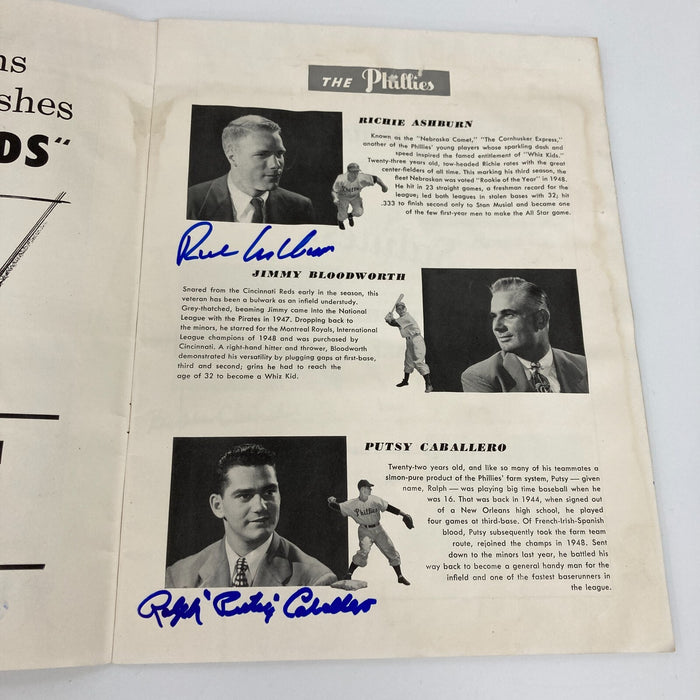 ns
shes
DS"
THE Phillies
RICHIE ASHBURN
Known as the "Nebraska Comet," "The Cornhusker Express,"
another of the Phillies' young players whose sparkling dash and
speed inspired the famed entitlement of "Whiz Kids."
Twenty-three years old, tow-headed Richie rates with the great
center-fielders of all time. This marking his third season, the
fleet Nebraskan was voted "Rookie of the Year" in 1948.
He hit in 23 straight games, a freshman record for the
league; led both leagues in stolen bases with 32; hit
.333 to finish second only to Stan Musial and became one
of the few first-year men to make the All Star game.
Rich Ashburn
JIMMY BLOODWORTH
Snared from the Cincinnati Reds early in the season, this
veteran has been a bulwark as an infield understudy.
Grey-thatched, beaming Jimmy came into the National
League with the Pirates in 1947. Dropping back to
the minors, he starred for the Montreal Royals, International
League champions of 1948 and was purchased by
Cincinnati. A right-hand hitter and thrower, Bloodworth
demonstrated his versatility by plugging gaps at first-base,
third and second; grins he had to reach the
age of 32 to become a Whiz Kid.
PUTSY CABALLERO
Twenty-two years old, and like so many of his teammates a
simon-pure product of the Phillies' farm system, Putsy — given
name, Ralph — was playing big time baseball when he
was 16. That was back in 1944, when signed out
of a New Orleans high school, he played
four games at third-base. Of French-Irish-Spanish
blood, Putsy subsequently took the farm team
route, rejoined the champs in 1948. Sent
down to the minors last year, he battled his
way back to become a general handy man for the
infield and one of the fastest baserunners in
the league.
Phillies
Ralph "Putsy" Caballero